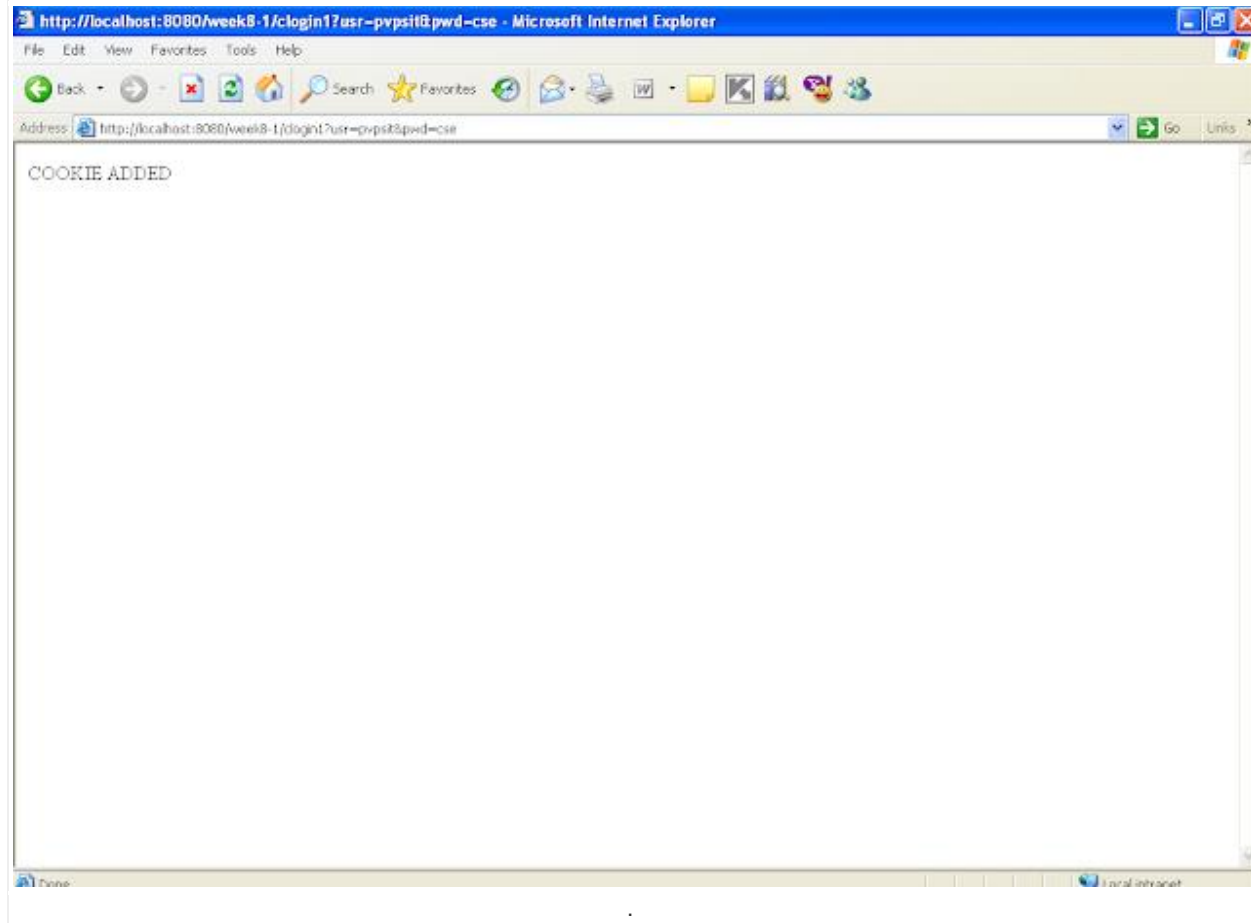 http://localhost:8080/week8-1/clogin1?usr=pvpsit&pwd=cse - Microsoft Internet Explorer
File Edit View Favorites Tools Help
Back Search Favorites
Address http://localhost:8080/week8-1/clogin1?usr=pvpsit&pwd=cse Go Links
COOKIE ADDED
Done Local intranet
.